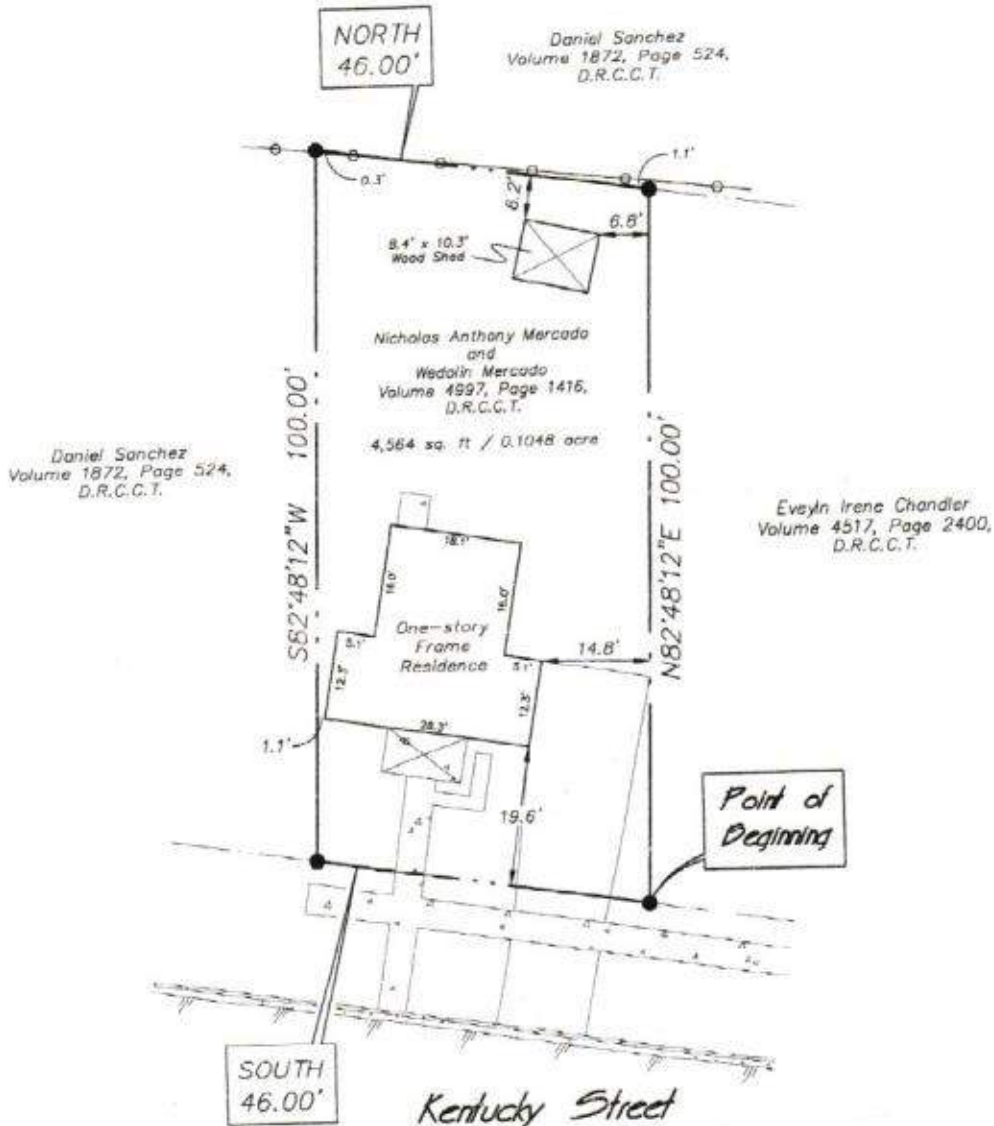 NORTH
46.00'
Daniel Sanchez
Volume 1872, Page 524,
D.R.C.C.T.
1.1'
0.3'
6.2'
6.8'
8.4' x 10.3'
Wood Shed
Nicholas Anthony Mercado
and
Wedolin Mercado
Volume 4997, Page 1416,
D.R.C.C.T.
4,564 sq. ft / 0.1048 acre
S82°48'12"W 100.00'
N82°48'12"E 100.00'
Daniel Sanchez
Volume 1872, Page 524,
D.R.C.C.T.
Eveyln Irene Chandler
Volume 4517, Page 2400,
D.R.C.C.T.
18.1'
16.0'
16.0'
One-story
Frame
Residence
5.1'
5.1'
14.8'
12.3'
12.3'
28.3'
1.1'
19.6'
Point of
Beginning
SOUTH
46.00'
Kentucky Street